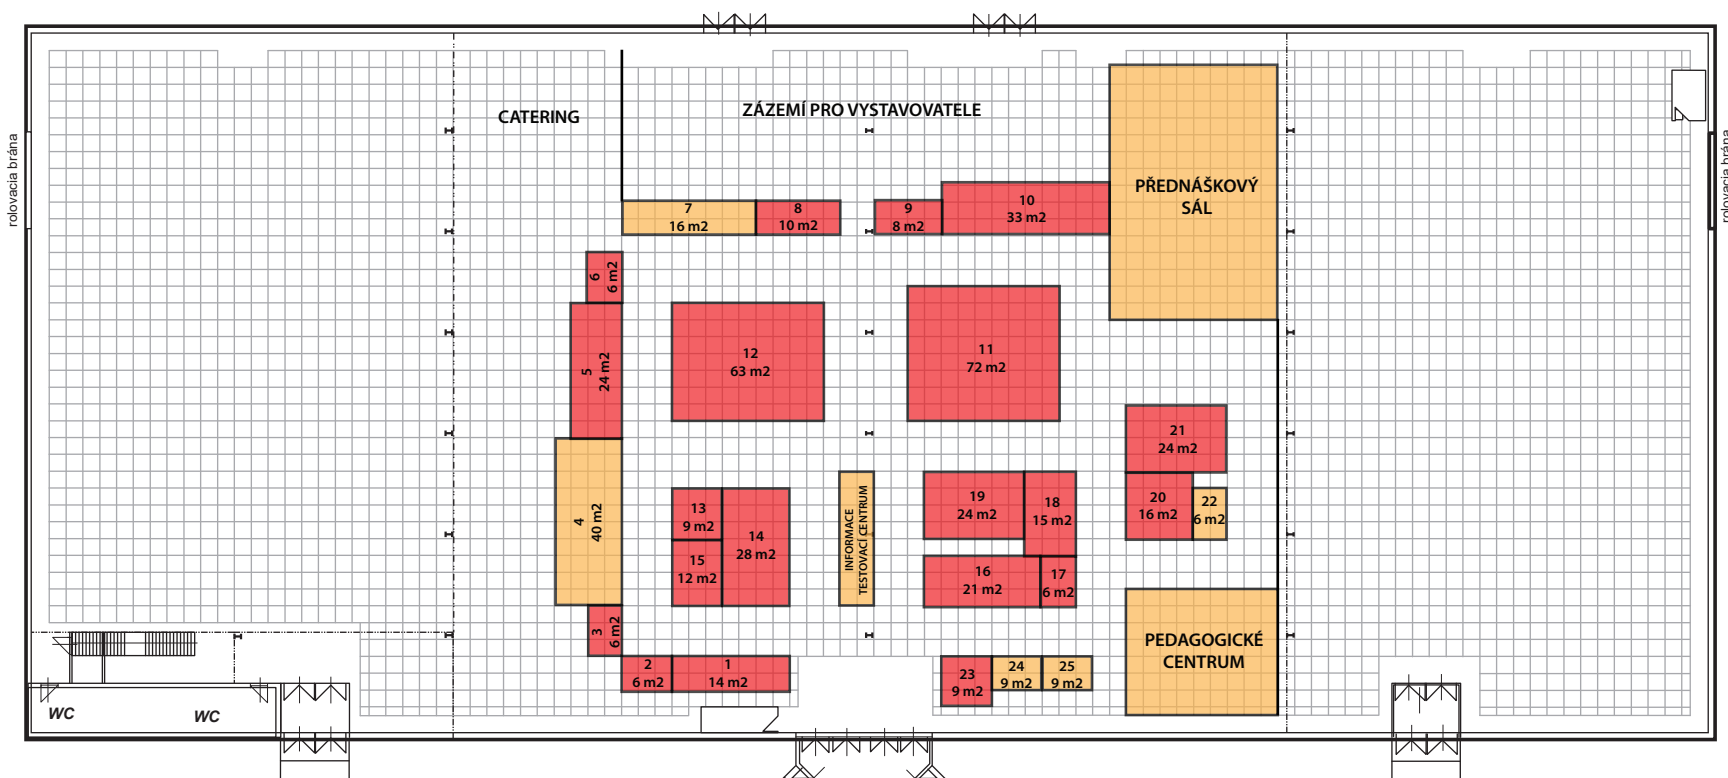 CATERING
ZÁZEMÍ PRO VYSTAVOVATELE
rolovacia brána
rolovacia brána
PŘEDNÁŠKOVÝ
SÁL
7
16 m2
8
10 m2
9
8 m2
10
33 m2
6
6 m2
5
24 m2
12
63 m2
11
72 m2
4
40 m2
21
24 m2
20
16 m2
22
6 m2
19
24 m2
18
15 m2
13
9 m2
14
28 m2
15
12 m2
INFORMACE
TESTOVACÍ CENTRUM
16
21 m2
17
6 m2
3
6 m2
2
6 m2
1
14 m2
23
9 m2
24
9 m2
25
9 m2
PEDAGOGICKÉ
CENTRUM
WC
WC